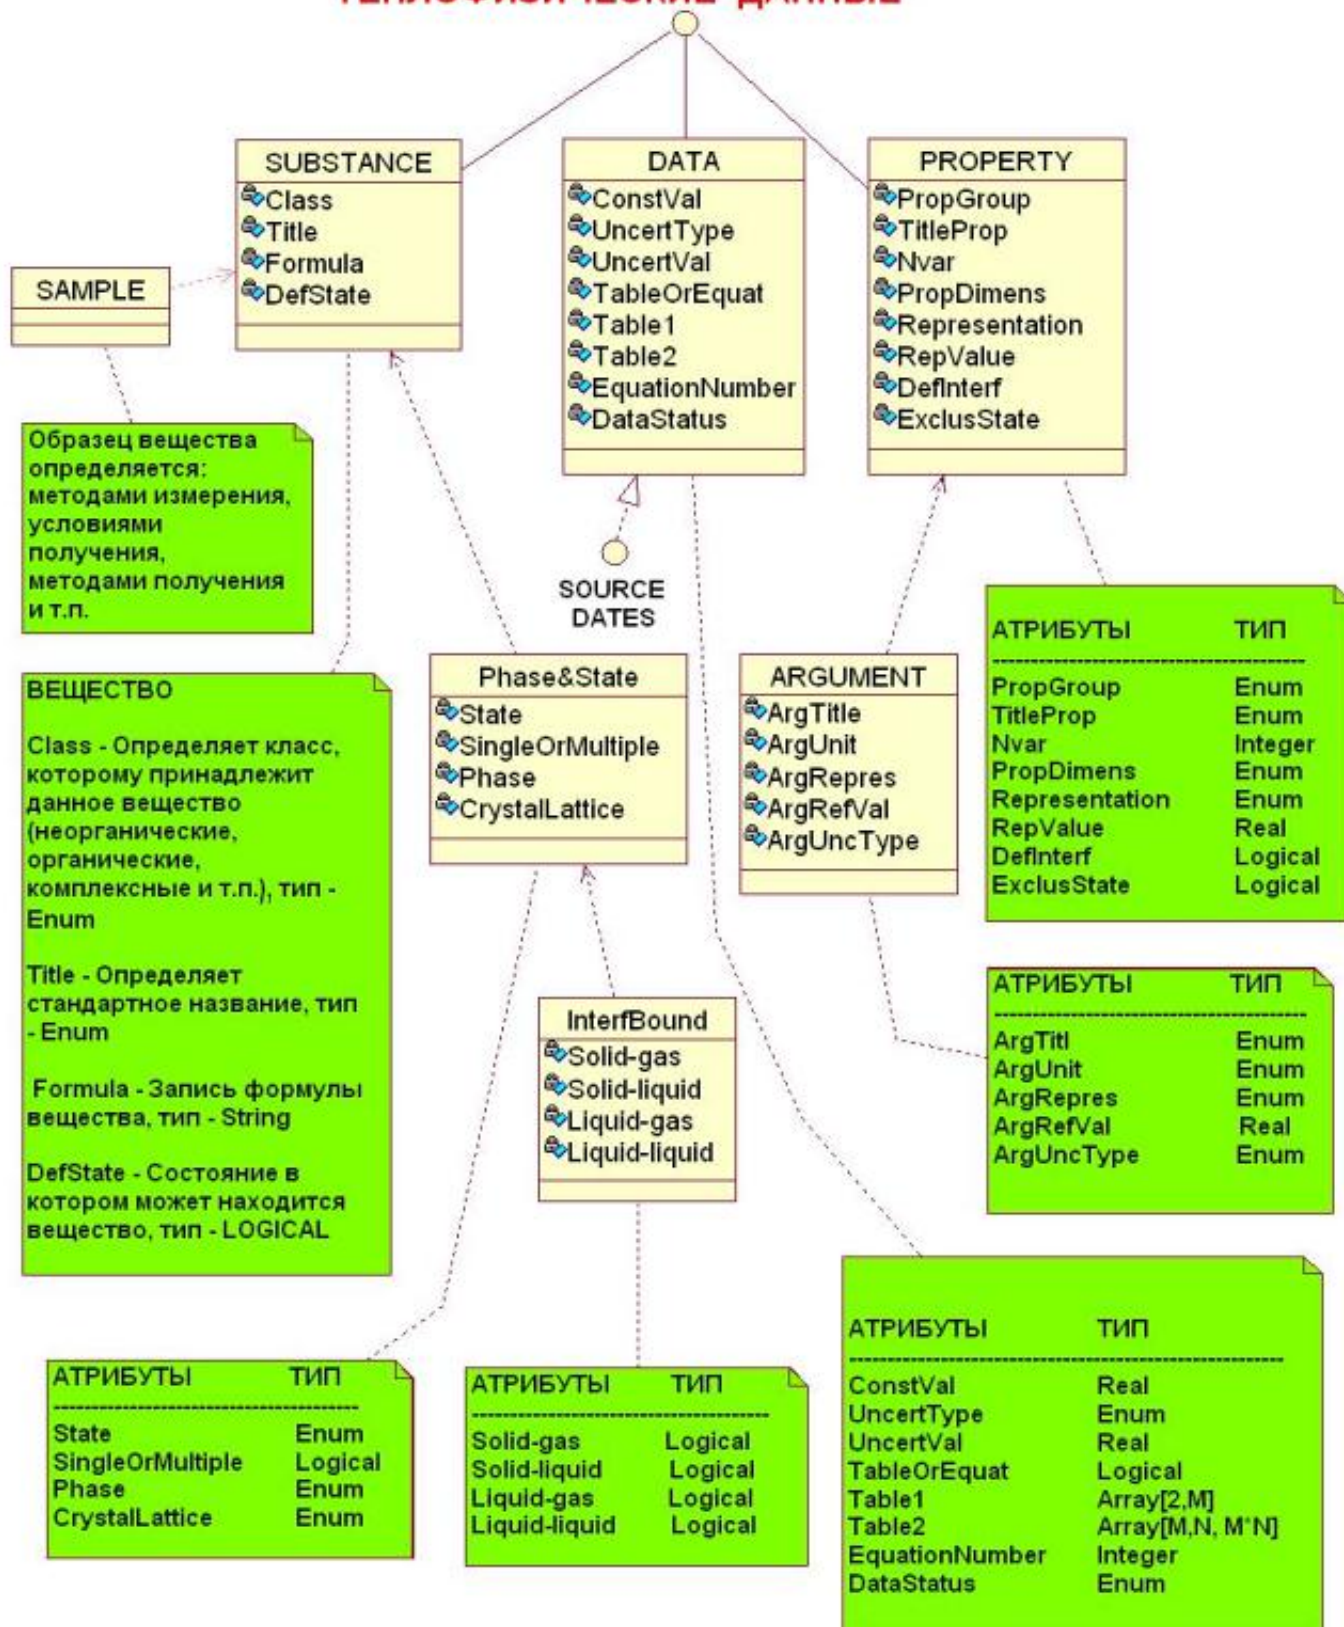 ТЕПЛОФИЗИЧЕСКИЕ ДАННЫЕ
SUBSTANCE
Class
Title
Formula
DefState
DATA
ConstVal
UncertType
UncertVal
TableOrEquat
Table1
Table2
EquationNumber
DataStatus
PROPERTY
PropGroup
TitleProp
Nvar
PropDimens
Representation
RepValue
DefInterf
ExclusState
SAMPLE
Образец вещества
определяется:
методами измерения,
условиями
получения,
методами получения
и т.п.
SOURCE
DATES
Phase&State
State
SingleOrMultiple
Phase
CrystalLattice
ARGUMENT
ArgTitle
ArgUnit
ArgRepres
ArgRefVal
ArgUncType
АТРИБУТЫ ТИП
---------------------------------------
PropGroup Enum
TitleProp Enum
Nvar Integer
PropDimens Enum
Representation Enum
RepValue Real
DefInterf Logical
ExclusState Logical
ВЕЩЕСТВО
Class - Определяет класс,
которому принадлежит
данное вещество
(неорганические,
органические,
комплексные и т.п.), тип -
Enum
Title - Определяет
стандартное название, тип
- Enum
Formula - Запись формулы
вещества, тип - String
DefState - Состояние в
котором может находится
вещество, тип - LOGICAL
InterfBound
Solid-gas
Solid-liquid
Liquid-gas
Liquid-liquid
АТРИБУТЫ ТИП
---------------------------------------
ArgTitl Enum
ArgUnit Enum
ArgRepres Enum
ArgRefVal Real
ArgUncType Enum
АТРИБУТЫ ТИП
---------------------------------------
State Enum
SingleOrMultiple Logical
Phase Enum
CrystalLattice Enum
АТРИБУТЫ ТИП
---------------------------------------
Solid-gas Logical
Solid-liquid Logical
Liquid-gas Logical
Liquid-liquid Logical
АТРИБУТЫ ТИП
---------------------------------------
ConstVal Real
UncertType Enum
UncertVal Real
TableOrEquat Logical
Table1 Array[2,M]
Table2 Array[M,N, M*N]
EquationNumber Integer
DataStatus Enum